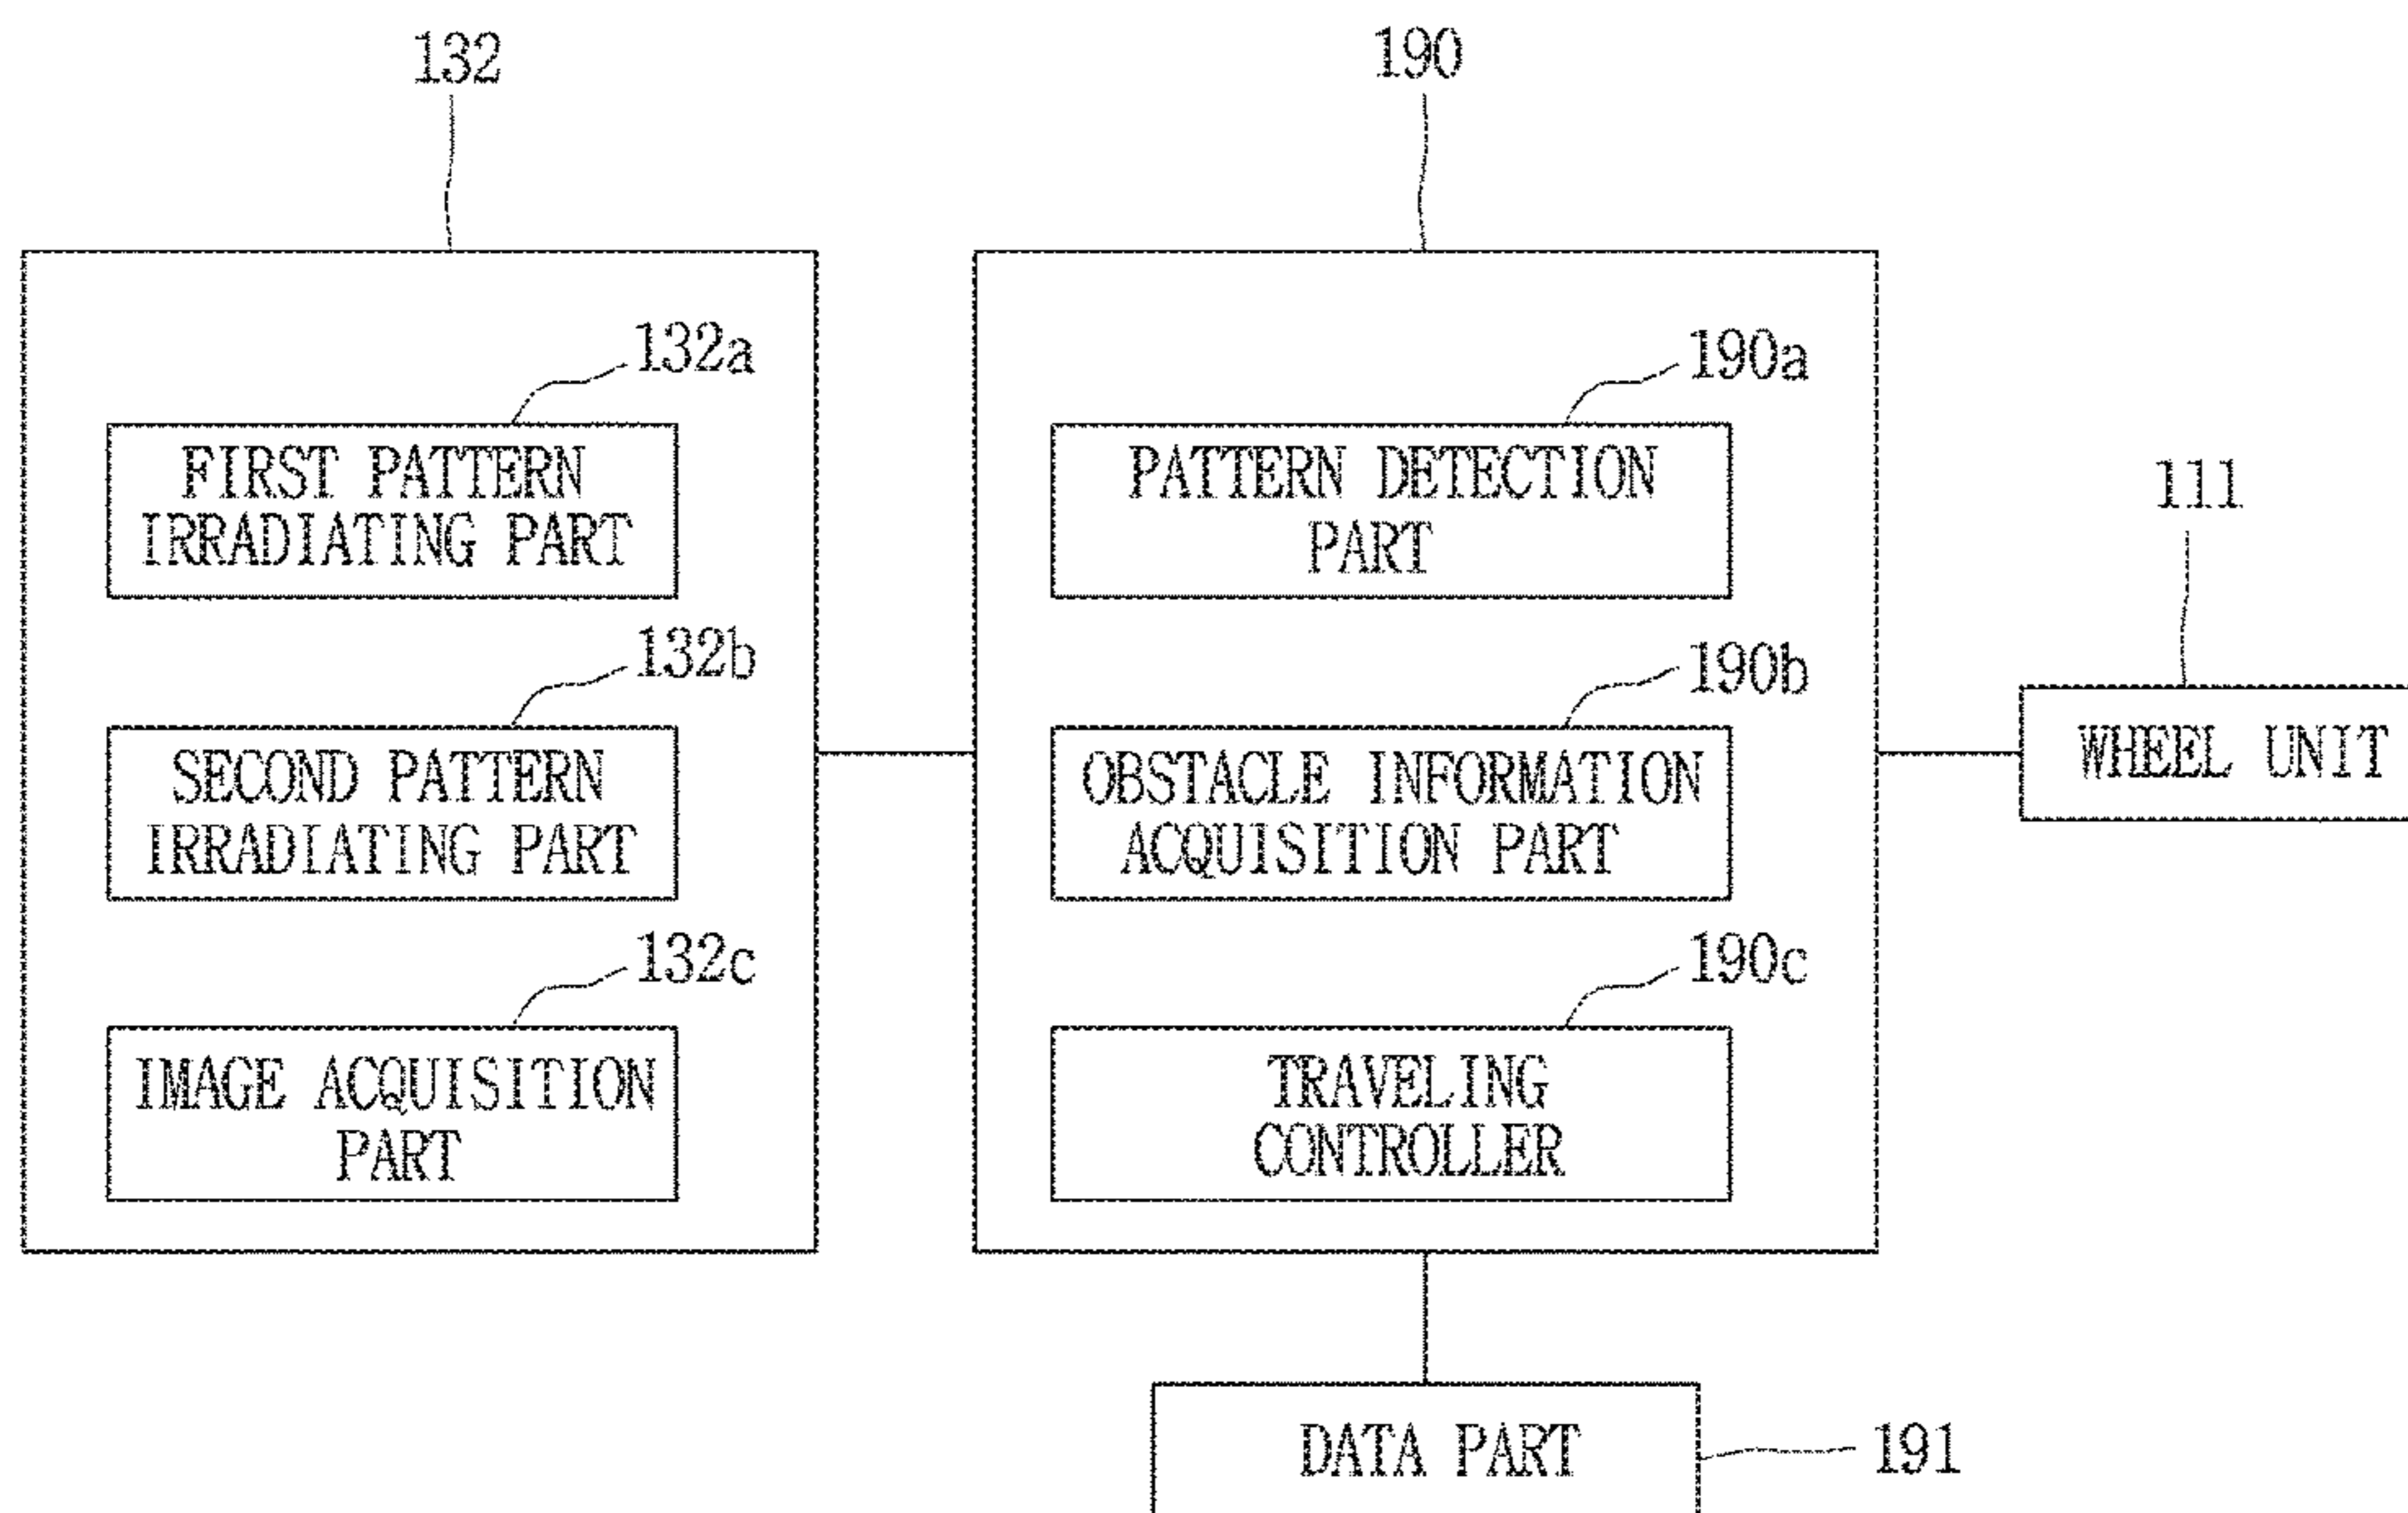 132
190
132a
FIRST PATTERN
IRRADIATING PART
132b
SECOND PATTERN
IRRADIATING PART
132c
IMAGE ACQUISITION
PART
190a
PATTERN DETECTION
PART
190b
OBSTACLE INFORMATION
ACQUISITION PART
190c
TRAVELING
CONTROLLER
111
WHEEL UNIT
DATA PART
191